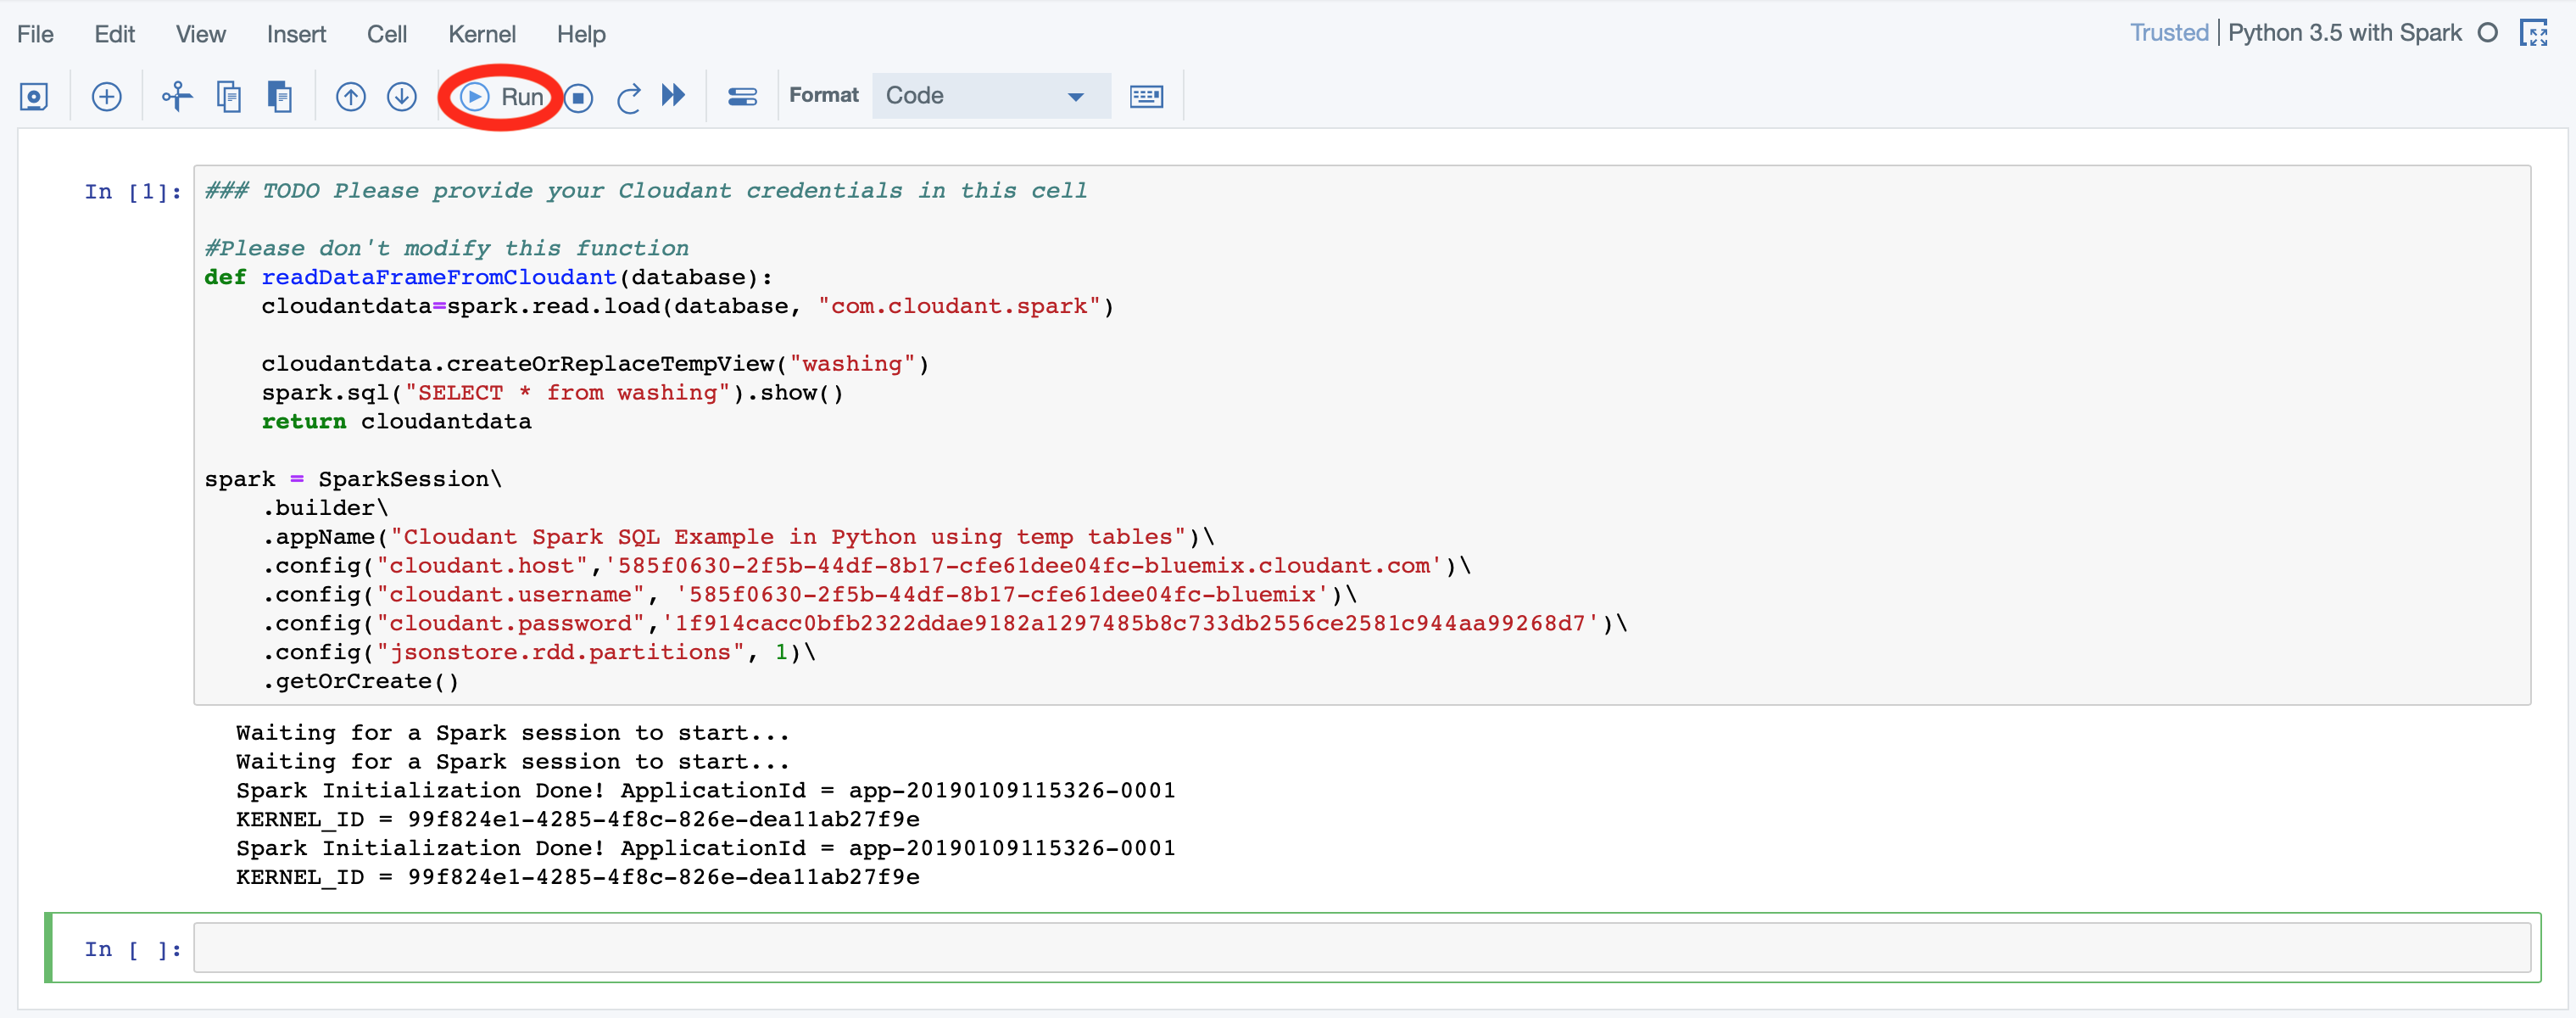 File Edit View Insert Cell Kernel Help
Trusted | Python 3.5 with Spark
Run Format Code
In [1]:
### TODO Please provide your Cloudant credentials in this cell
#Please don't modify this function
def readDataFrameFromCloudant(database):
    cloudantdata=spark.read.load(database, "com.cloudant.spark")
    cloudantdata.createOrReplaceTempView("washing")
    spark.sql("SELECT * from washing").show()
    return cloudantdata
spark = SparkSession\
    .builder\
    .appName("Cloudant Spark SQL Example in Python using temp tables")\
    .config("cloudant.host",'585f0630-2f5b-44df-8b17-cfe61dee04fc-bluemix.cloudant.com')\
    .config("cloudant.username", '585f0630-2f5b-44df-8b17-cfe61dee04fc-bluemix')\
    .config("cloudant.password",'1f914cacc0bfb2322ddae9182a1297485b8c733db2556ce2581c944aa99268d7')\
    .config("jsonstore.rdd.partitions", 1)\
    .getOrCreate()
Waiting for a Spark session to start...
Waiting for a Spark session to start...
Spark Initialization Done! ApplicationId = app-20190109115326-0001
KERNEL_ID = 99f824e1-4285-4f8c-826e-dea11ab27f9e
Spark Initialization Done! ApplicationId = app-20190109115326-0001
KERNEL_ID = 99f824e1-4285-4f8c-826e-dea11ab27f9e
In [ ]: